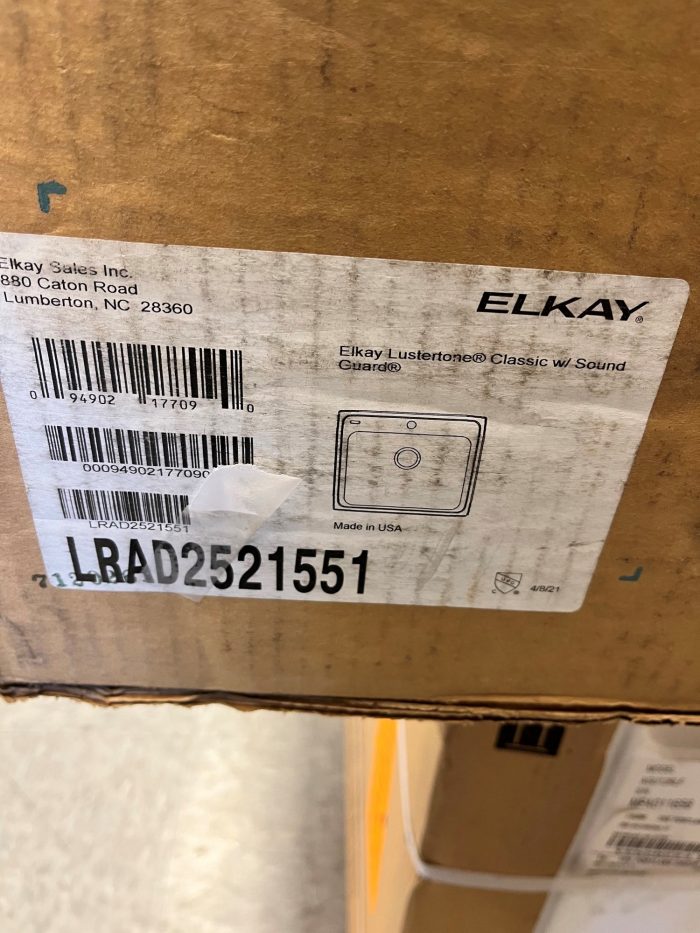 Elkay Sales Inc.
880 Caton Road
Lumberton, NC 28360
ELKAY®
Elkay Lustertone® Classic w/ Sound
Guard®
0 94902 17709 0
00094902177090
LRAD2521551
Made in USA
LRAD2521551
4/8/21